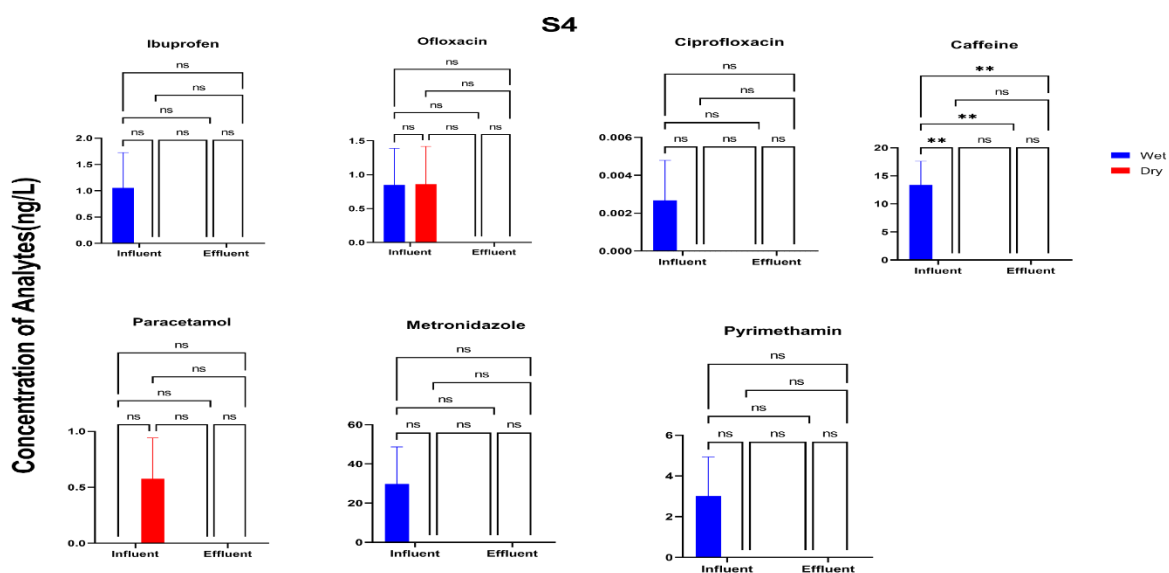 S4
Concentration of Analytes(ng/L)
Ibuprofen
ns
ns
ns
ns ns ns
2.0
1.5
1.0
0.5
0.0
Influent Effluent
Ofloxacin
ns
ns
ns
ns ns ns
1.5
1.0
0.5
0.0
Influent Effluent
Ciprofloxacin
ns
ns
ns
ns ns ns
0.006
0.004
0.002
0.000
Influent Effluent
Caffeine
**
ns
**
** ns ns
20
15
10
5
0
Influent Effluent
Wet
Dry
Paracetamol
ns
ns
ns
ns ns ns
1.0
0.5
0.0
Influent Effluent
Metronidazole
ns
ns
ns
ns ns ns
60
40
20
0
Influent Effluent
Pyrimethamin
ns
ns
ns
ns ns ns
6
4
2
0
Influent Effluent